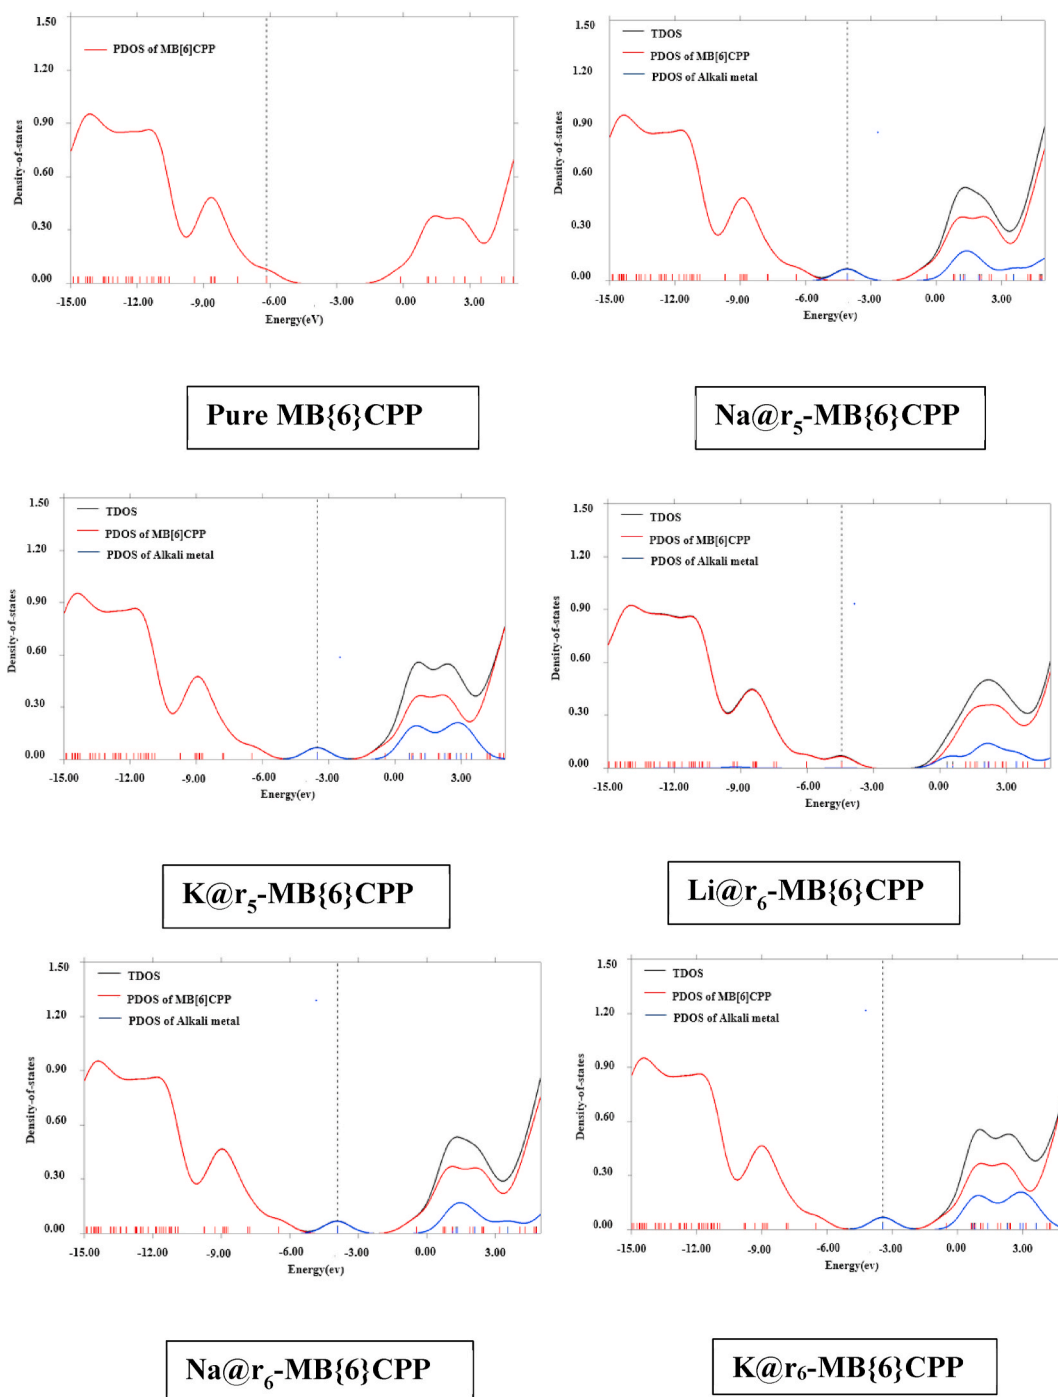 1.50
1.20
0.90
0.60
0.30
0.00
Density-of-states
PDOS of MB[6]CPP
-15.00 -12.00 -9.00 -6.00 -3.00 0.00 3.00
Energy(eV)
Pure MB{6}CPP
1.50
1.20
0.90
0.60
0.30
0.00
Density-of-states
TDOS
PDOS of MB[6]CPP
PDOS of Alkali metal
-15.00 -12.00 -9.00 -6.00 -3.00 0.00 3.00
Energy(ev)
Na@r₅-MB{6}CPP
1.50
1.20
0.90
0.60
0.30
0.00
Density-of-states
TDOS
PDOS of MB[6]CPP
PDOS of Alkali metal
-15.00 -12.00 -9.00 -6.00 -3.00 0.00 3.00
Energy(ev)
K@r₅-MB{6}CPP
1.50
1.20
0.90
0.60
0.30
0.00
Density-of-states
TDOS
PDOS of MB[6]CPP
PDOS of Alkali metal
-15.00 -12.00 -9.00 -6.00 -3.00 0.00 3.00
Energy(ev)
Li@r₆-MB{6}CPP
1.50
1.20
0.90
0.60
0.30
0.00
Density-of-states
TDOS
PDOS of MB[6]CPP
PDOS of Alkali metal
-15.00 -12.00 -9.00 -6.00 -3.00 0.00 3.00
Energy(ev)
Na@r₆-MB{6}CPP
1.50
1.20
0.90
0.60
0.30
0.00
Density-of-states
TDOS
PDOS of MB[6]CPP
PDOS of Alkali metal
-15.00 -12.00 -9.00 -6.00 -3.00 0.00 3.00
Energy(ev)
K@r₆-MB{6}CPP